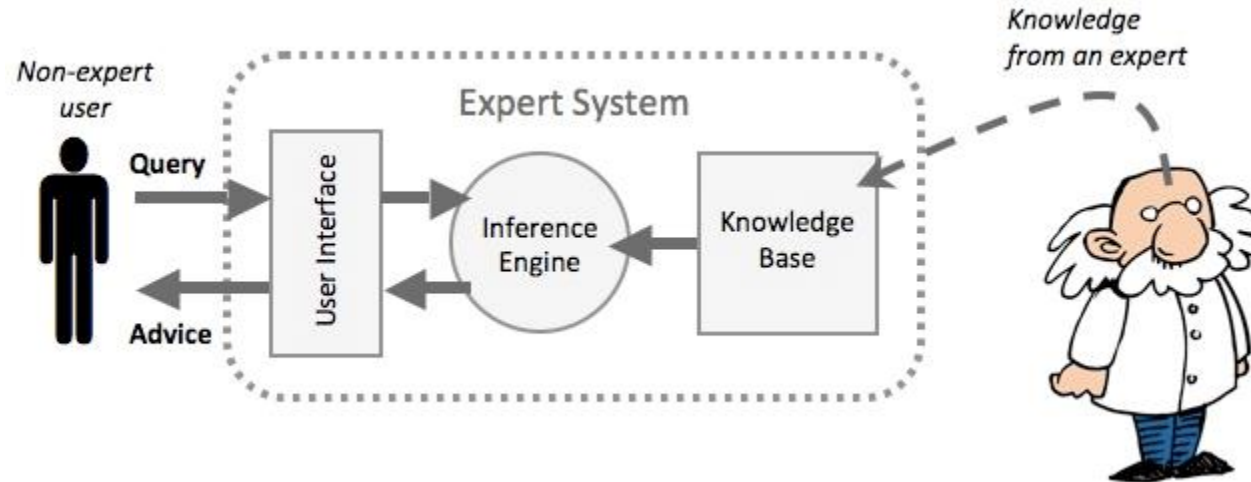 Non-expert
user
Query
Advice
Expert System
User Interface
Inference
Engine
Knowledge
Base
Knowledge
from an expert